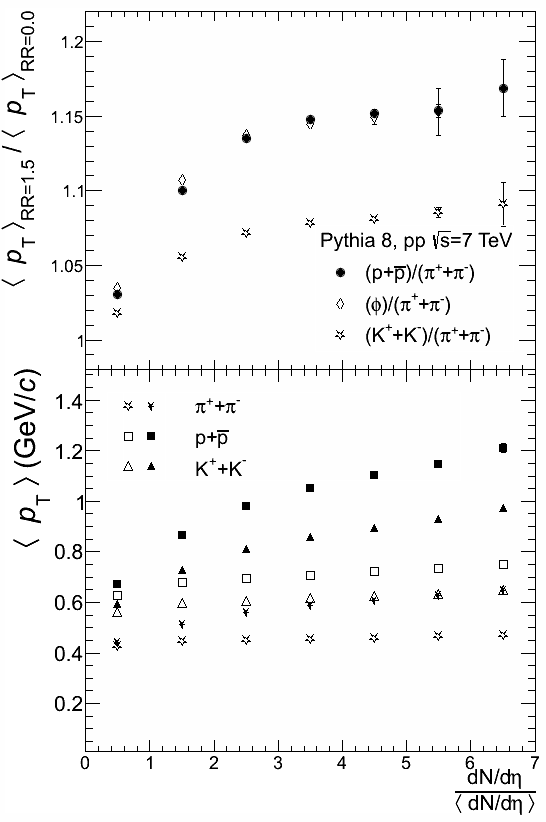 ⟨ p_T ⟩_RR=1.5 / ⟨ p_T ⟩_RR=0.0
1.2
1.15
1.1
1.05
1
Pythia 8, pp √s=7 TeV
(p+p̅)/(π⁺+π⁻)
(ϕ)/(π⁺+π⁻)
(K⁺+K⁻)/(π⁺+π⁻)
⟨ p_T ⟩ (GeV/c)
1.4
1.2
1
0.8
0.6
0.4
0.2
π⁺+π⁻
p+p̅
K⁺+K⁻
0 1 2 3 4 5 6 7
dN/dη
⟨ dN/dη ⟩